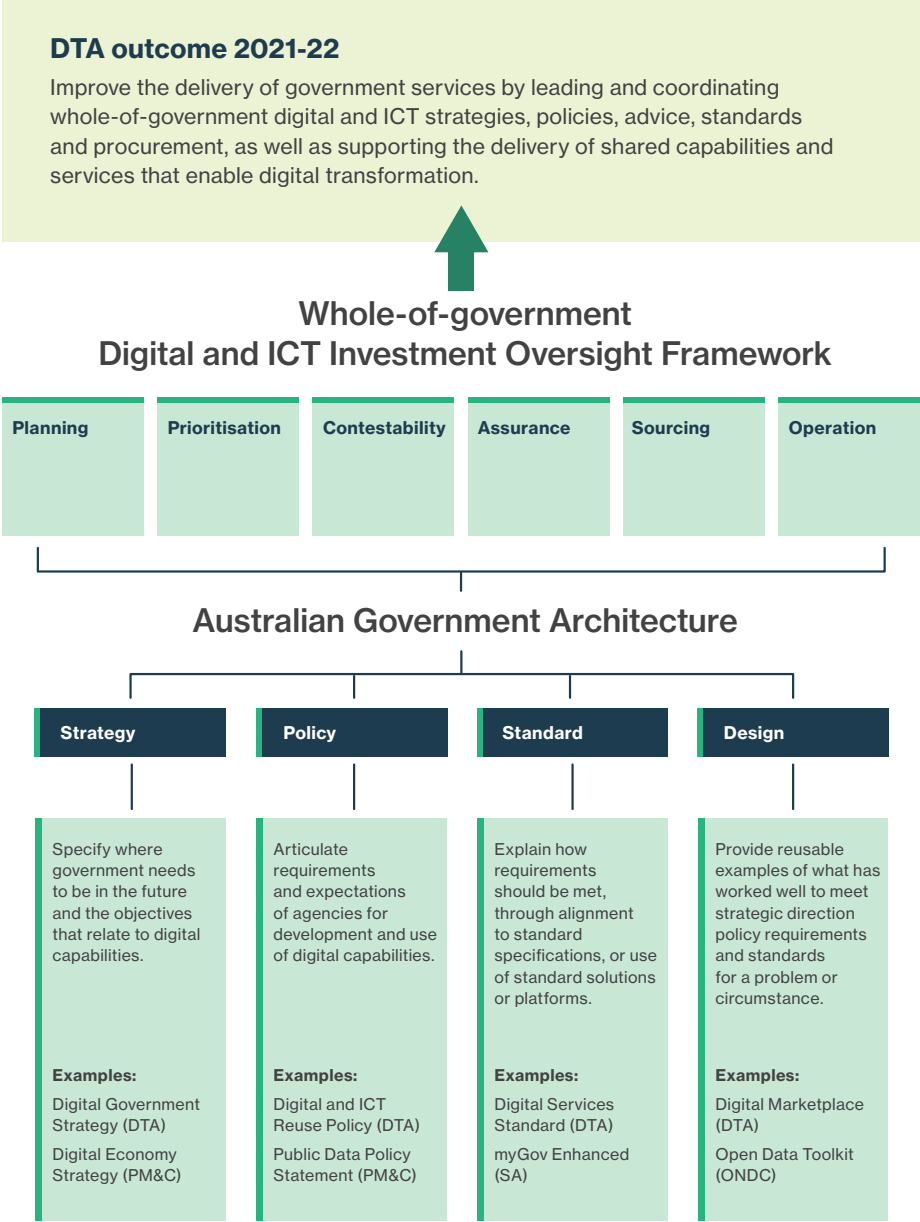 DTA outcome 2021-22
Improve the delivery of government services by leading and coordinating
whole-of-government digital and ICT strategies, policies, advice, standards
and procurement, as well as supporting the delivery of shared capabilities and
services that enable digital transformation.
Whole-of-government
Digital and ICT Investment Oversight Framework
Planning
Prioritisation
Contestability
Assurance
Sourcing
Operation
Australian Government Architecture
Strategy
Specify where
government needs
to be in the future
and the objectives
that relate to digital
capabilities.
Examples:
Digital Government
Strategy (DTA)
Digital Economy
Strategy (PM&C)
Policy
Articulate
requirements
and expectations
of agencies for
development and use
of digital capabilities.
Examples:
Digital and ICT
Reuse Policy (DTA)
Public Data Policy
Statement (PM&C)
Standard
Explain how
requirements
should be met,
through alignment
to standard
specifications, or use
of standard solutions
or platforms.
Examples:
Digital Services
Standard (DTA)
myGov Enhanced
(SA)
Design
Provide reusable
examples of what has
worked well to meet
strategic direction
policy requirements
and standards
for a problem or
circumstance.
Examples:
Digital Marketplace
(DTA)
Open Data Toolkit
(ONDC)